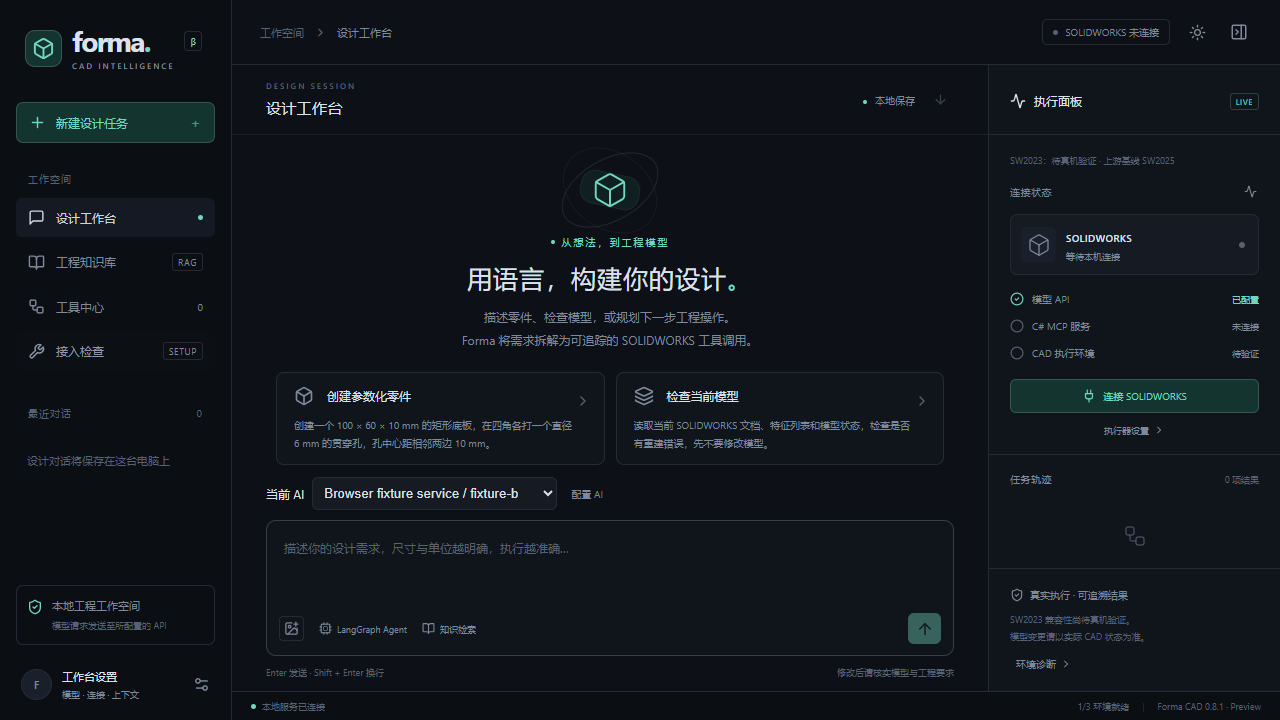 forma.
β
CAD INTELLIGENCE
新建设计任务 +
工作空间
设计工作台
工程知识库 RAG
工具中心 0
接入检查 SETUP
最近对话 0
设计对话将保存在这台电脑上
本地工程工作空间
模型请求发送至所配置的 API
F
工作台设置
模型 · 连接 · 上下文
工作空间 > 设计工作台
SOLIDWORKS 未连接
DESIGN SESSION
设计工作台
本地保存
从想法，到工程模型
用语言，构建你的设计。
描述零件、检查模型，或规划下一步工程操作。
Forma 将需求拆解为可追踪的 SOLIDWORKS 工具调用。
创建参数化零件
创建一个 100 × 60 × 10 mm 的矩形底板，在四角各打一个直径
6 mm 的贯穿孔，孔中心距相邻两边 10 mm。
检查当前模型
读取当前 SOLIDWORKS 文档、特征列表和模型状态，检查是否
有重建错误，先不要修改模型。
当前 AI Browser fixture service / fixture-b 配置 AI
描述你的设计需求，尺寸与单位越明确，执行越准确...
LangGraph Agent 知识检索
Enter 发送 · Shift + Enter 换行 修改后请核实模型与工程要求
执行面板 LIVE
SW2023：待真机验证 · 上游基线 SW2025
连接状态
SOLIDWORKS
等待本机连接
模型 API 已配置
C# MCP 服务 未连接
CAD 执行环境 待验证
连接 SOLIDWORKS
执行器设置
任务轨迹 0 项结果
真实执行 · 可追溯结果
SW2023 兼容性尚待真机验证。
模型变更请以实际 CAD 状态为准。
环境诊断
本地服务已连接
1/3 环境就绪 Forma CAD 0.8.1 · Preview